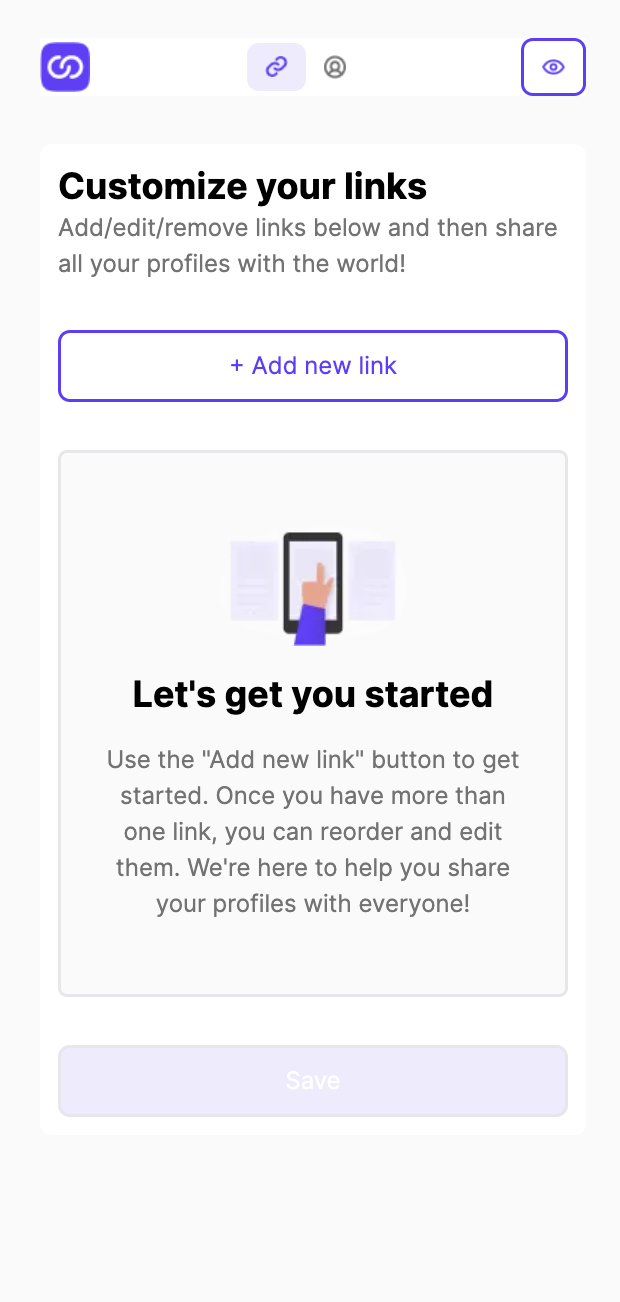 Customize your links
Add/edit/remove links below and then share
all your profiles with the world!
+ Add new link
Let's get you started
Use the "Add new link" button to get
started. Once you have more than
one link, you can reorder and edit
them. We're here to help you share
your profiles with everyone!
Save